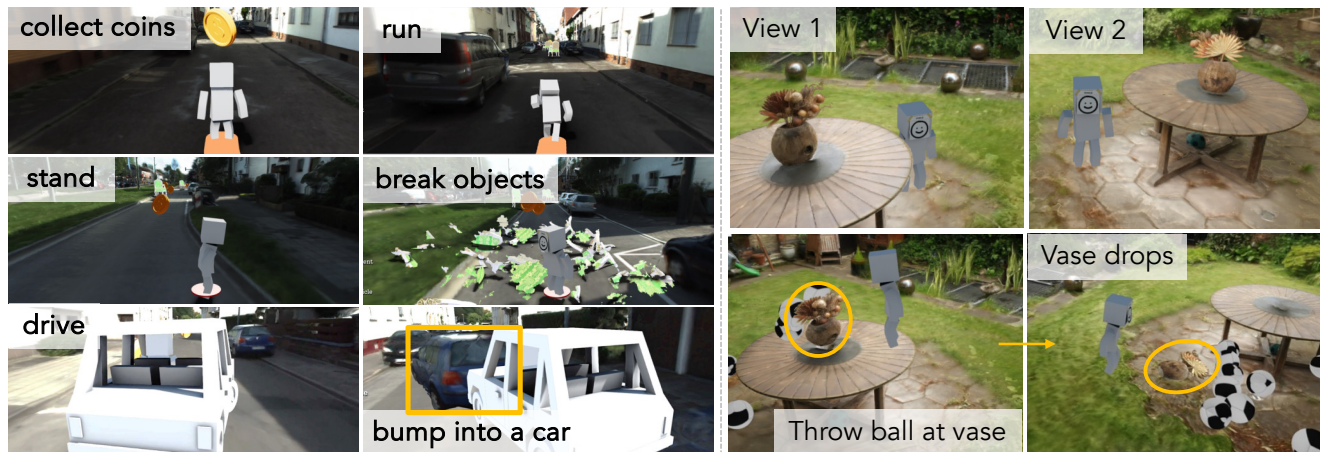 collect coins
run
stand
break objects
drive
bump into a car
View 1
View 2
Throw ball at vase
Vase drops